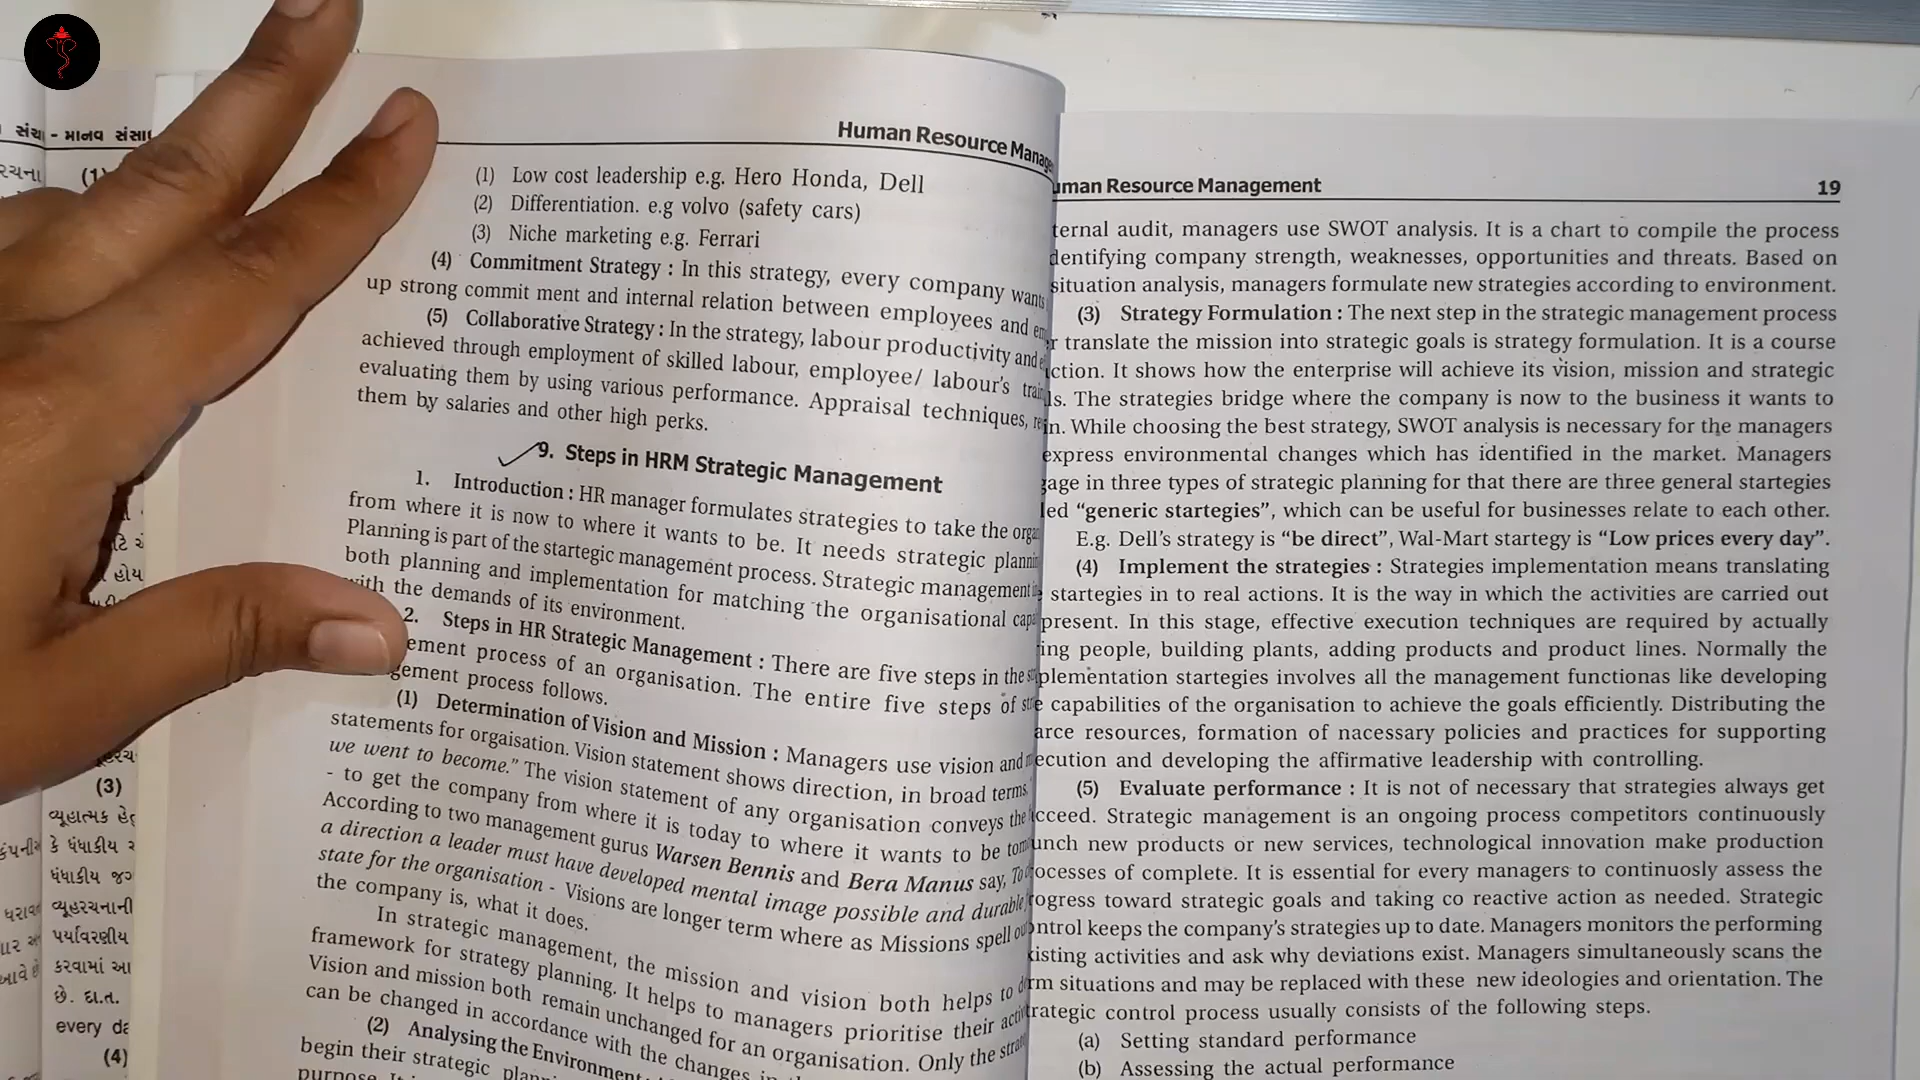 સંચા - માનવ સંસા
રચના (1)
હોય
(3)
વ્યૂહાત્મક હેતુ
કે ધંધાકીય
ધંધાકીય
વ્યૂહરચનાની
પર્યાવરણીય
આવે છે કરવામાં આ
છે. દા.ત.
every da
(4)
Human Resource Manage
(1) Low cost leadership e.g. Hero Honda, Dell
(2) Differentiation. e.g volvo (safety cars)
(3) Niche marketing e.g. Ferrari
(4) Commitment Strategy : In this strategy, every company wants
up strong commit ment and internal relation between employees and em
(5) Collaborative Strategy : In the strategy, labour productivity and e
achieved through employment of skilled labour, employee/ labour's train
evaluating them by using various performance. Appraisal techniques, re
them by salaries and other high perks.
9. Steps in HRM Strategic Management
1. Introduction : HR manager formulates strategies to take the orga
from where it is now to where it wants to be. It needs strategic plannin
Planning is part of the startegic management process. Strategic management i
both planning and implementation for matching the organisational capa
with the demands of its environment.
2. Steps in HR Strategic Management : There are five steps in the
ement process of an organisation. The entire five steps of
gement process follows.
(1) Determination of Vision and Mission : Managers use vision and
statements for orgaisation. Vision statement shows direction, in broad terms.
we went to become." The vision statement of any organisation conveys the
- to get the company from where it is today to where it wants to be tom
According to two management gurus Warsen Bennis and Bera Manus say, To
a direction a leader must have developed mental image possible and durable
state for the organisation - Visions are longer term where as Missions spell ou
the company is, what it does.
In strategic management, the mission and vision both helps to d
framework for strategy planning. It helps to managers prioritise their acti
Vision and mission both remain unchanged for an organisation. Only the strat
can be changed in accordance with the changes in
(2) Analysing the Environment
begin their strategic plan
purpose. It
uman Resource Management 19
ternal audit, managers use SWOT analysis. It is a chart to compile the process
dentifying company strength, weaknesses, opportunities and threats. Based on
situation analysis, managers formulate new strategies according to environment.
(3) Strategy Formulation : The next step in the strategic management process
r translate the mission into strategic goals is strategy formulation. It is a course
ction. It shows how the enterprise will achieve its vision, mission and strategic
ls. The strategies bridge where the company is now to the business it wants to
in. While choosing the best strategy, SWOT analysis is necessary for the managers
express environmental changes which has identified in the market. Managers
gage in three types of strategic planning for that there are three general startegies
led "generic startegies", which can be useful for businesses relate to each other.
E.g. Dell's strategy is "be direct", Wal-Mart startegy is "Low prices every day".
(4) Implement the strategies : Strategies implementation means translating
startegies in to real actions. It is the way in which the activities are carried out
present. In this stage, effective execution techniques are required by actually
ing people, building plants, adding products and product lines. Normally the
plementation startegies involves all the management functionas like developing
e capabilities of the organisation to achieve the goals efficiently. Distributing the
arce resources, formation of nacessary policies and practices for supporting
ecution and developing the affirmative leadership with controlling.
(5) Evaluate performance : It is not of necessary that strategies always get
cceed. Strategic management is an ongoing process competitors continuously
unch new products or new services, technological innovation make production
ocesses of complete. It is essential for every managers to continuosly assess the
rogress toward strategic goals and taking co reactive action as needed. Strategic
ontrol keeps the company's strategies up to date. Managers monitors the performing
xisting activities and ask why deviations exist. Managers simultaneously scans the
rm situations and may be replaced with these new ideologies and orientation. The
trategic control process usually consists of the following steps.
(a) Setting standard performance
(b) Assessing the actual performance